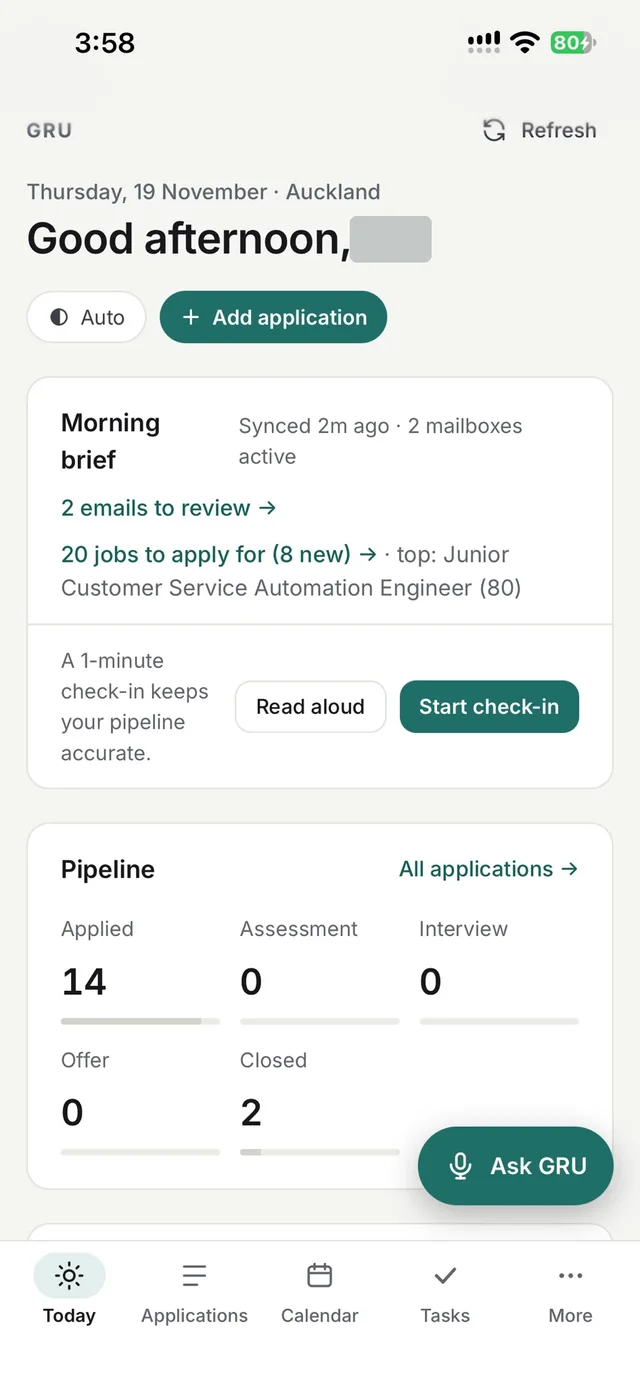 3:58
80
GRU
Refresh
Thursday, 19 November · Auckland
Good afternoon,
Auto
+ Add application
Morning brief
Synced 2m ago · 2 mailboxes active
2 emails to review →
20 jobs to apply for (8 new) → · top: Junior
Customer Service Automation Engineer (80)
A 1-minute
check-in keeps
your pipeline
accurate.
Read aloud
Start check-in
Pipeline
All applications →
Applied
Assessment
Interview
14
0
0
Offer
Closed
0
2
Ask GRU
Today
Applications
Calendar
Tasks
More